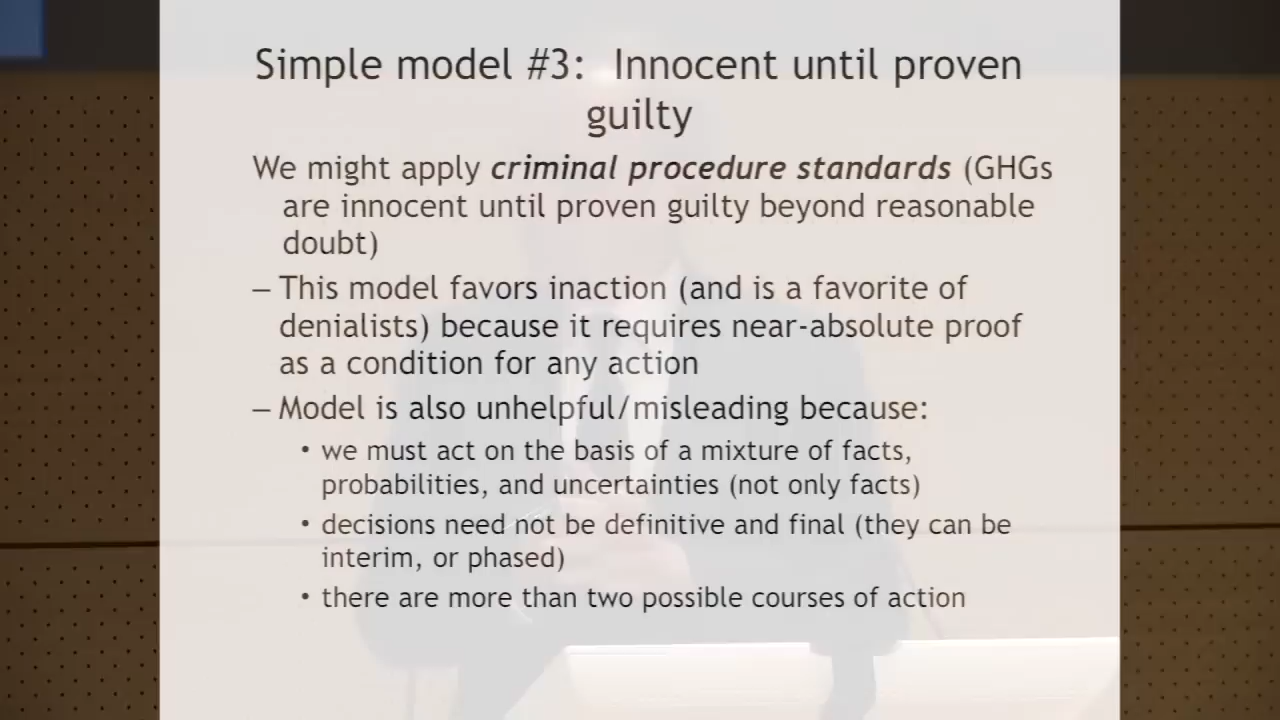 Simple model #3:  Innocent until proven
guilty
We might apply criminal procedure standards (GHGs
are innocent until proven guilty beyond reasonable
doubt)
– This model favors inaction (and is a favorite of
denialists) because it requires near-absolute proof
as a condition for any action
– Model is also unhelpful/misleading because:
• we must act on the basis of a mixture of facts,
probabilities, and uncertainties (not only facts)
• decisions need not be definitive and final (they can be
interim, or phased)
• there are more than two possible courses of action